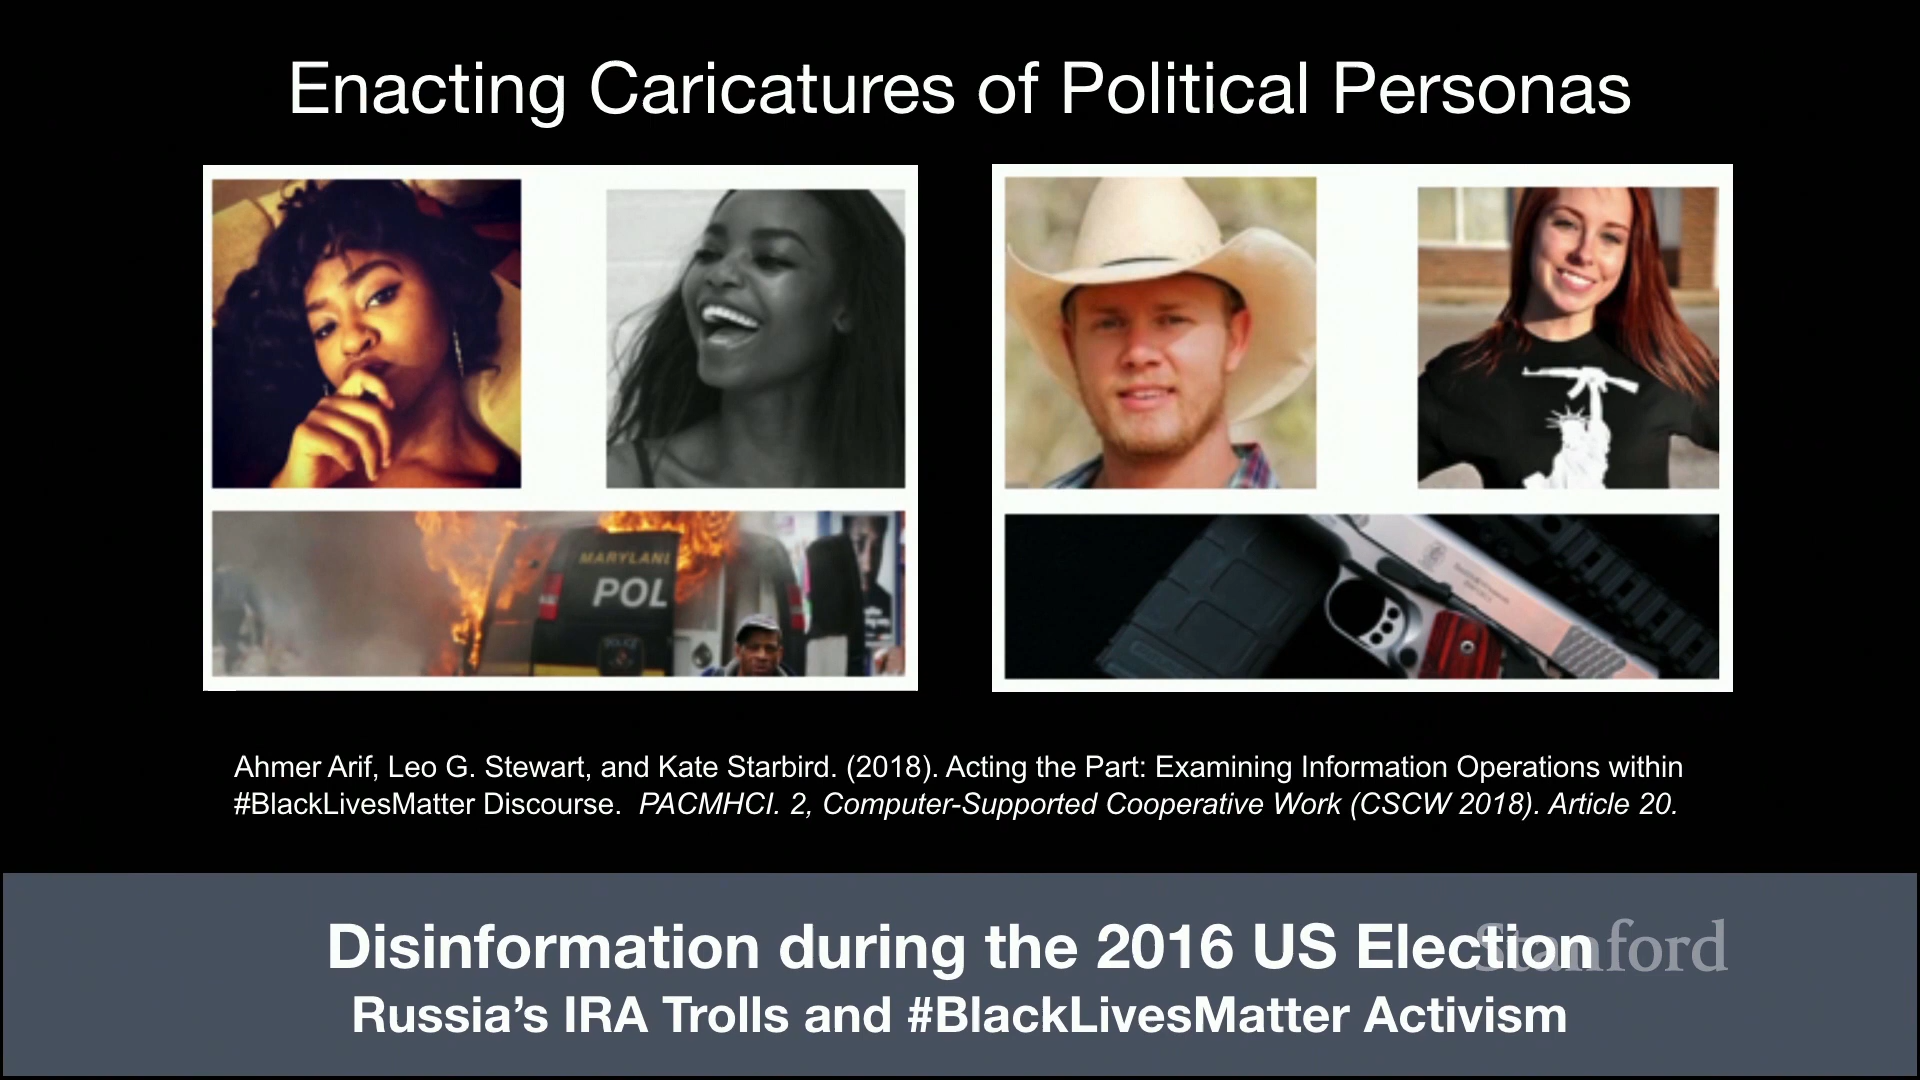 Enacting Caricatures of Political Personas
MARYLAND
POL
POLICE
Ahmer Arif, Leo G. Stewart, and Kate Starbird. (2018). Acting the Part: Examining Information Operations within
#BlackLivesMatter Discourse. PACMHCI. 2, Computer-Supported Cooperative Work (CSCW 2018). Article 20.
Disinformation during the 2016 US Election
Stanford
Russia’s IRA Trolls and #BlackLivesMatter Activism